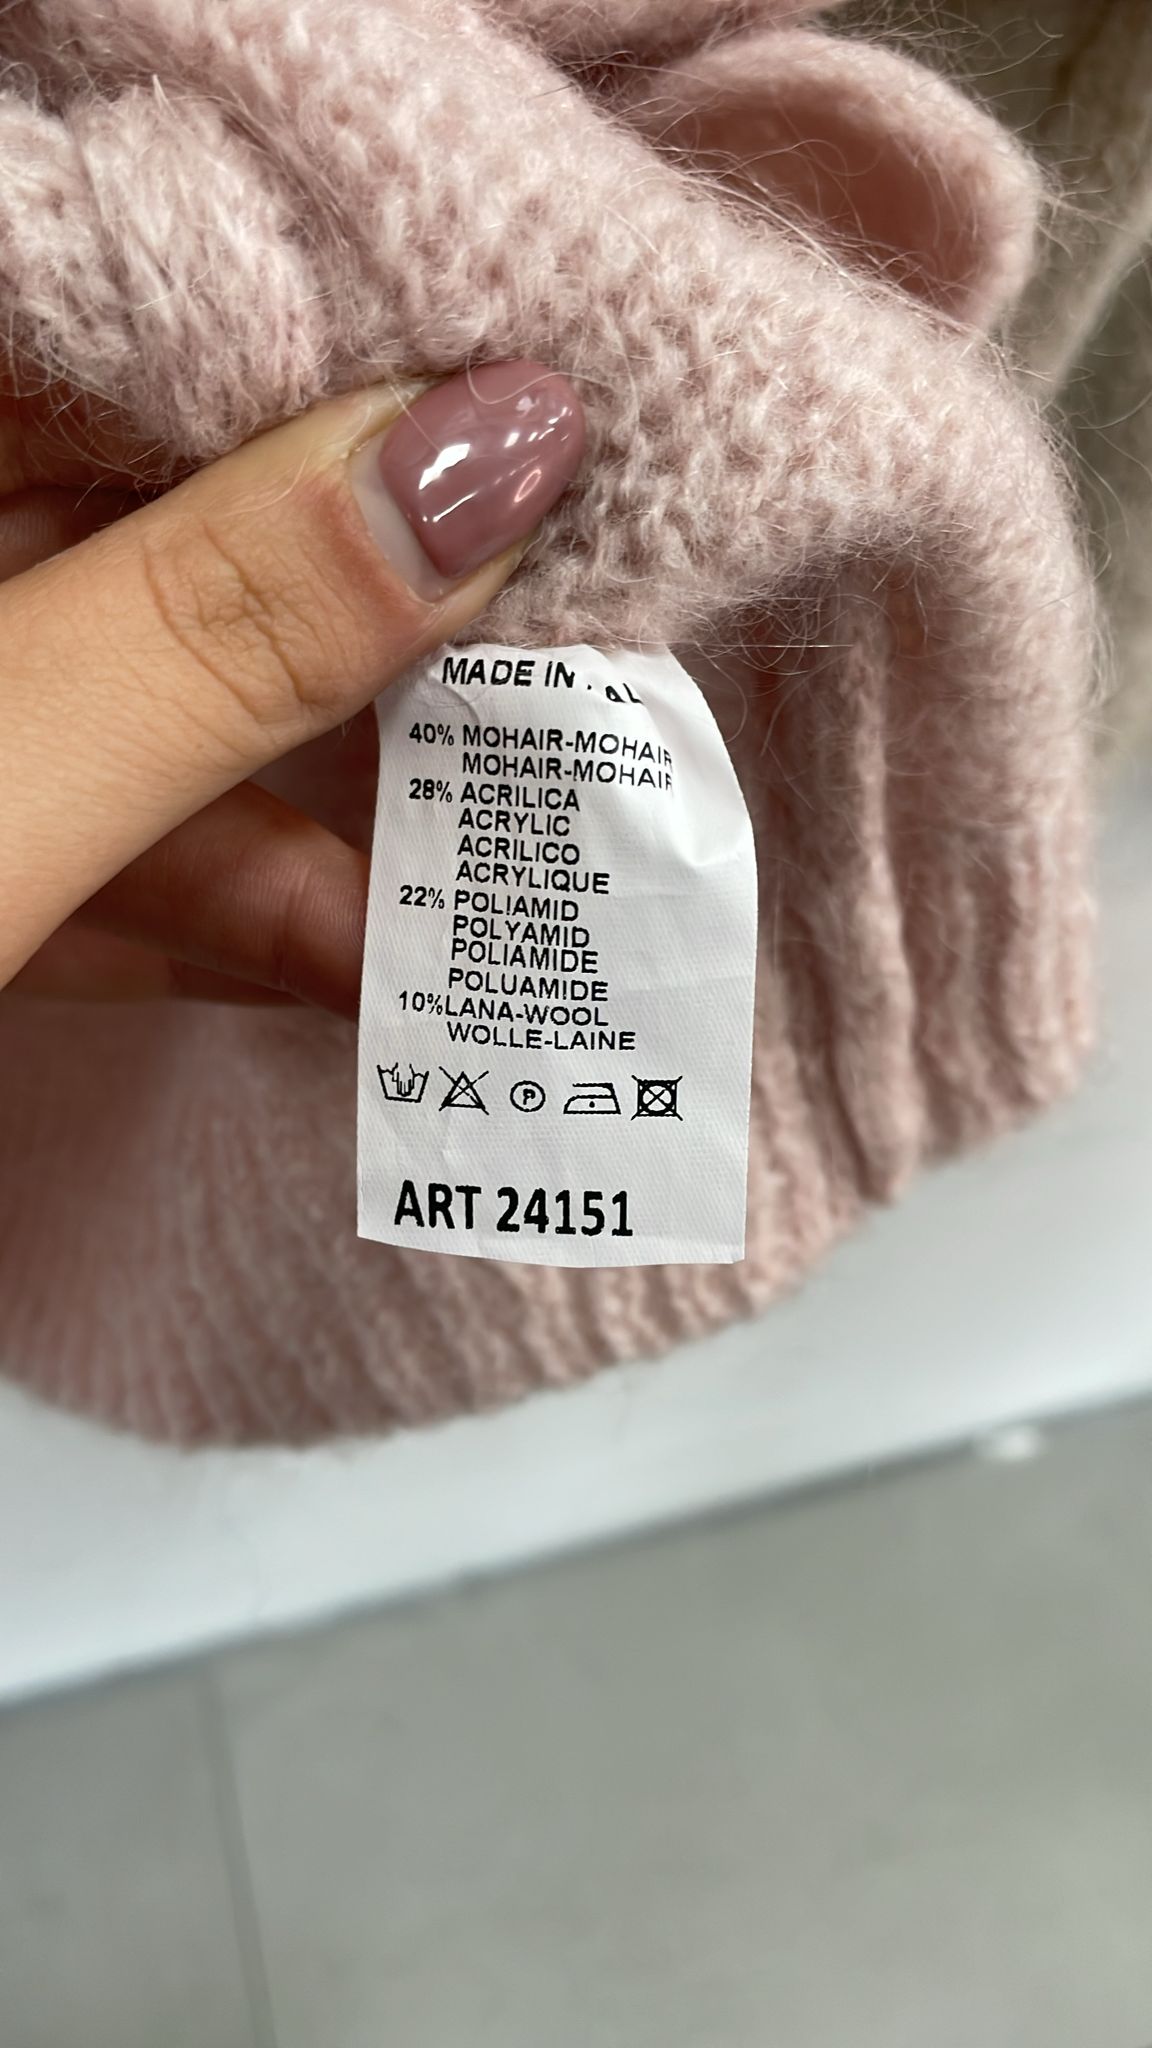 MADE IN
40% MOHAIR-MOHAIR
MOHAIR-MOHAIR
28% ACRILICA
ACRYLIC
ACRILICO
ACRYLIQUE
22% POLIAMID
POLYAMID
POLIAMIDE
POLUAMIDE
10%LANA-WOOL
WOLLE-LAINE
P
ART 24151